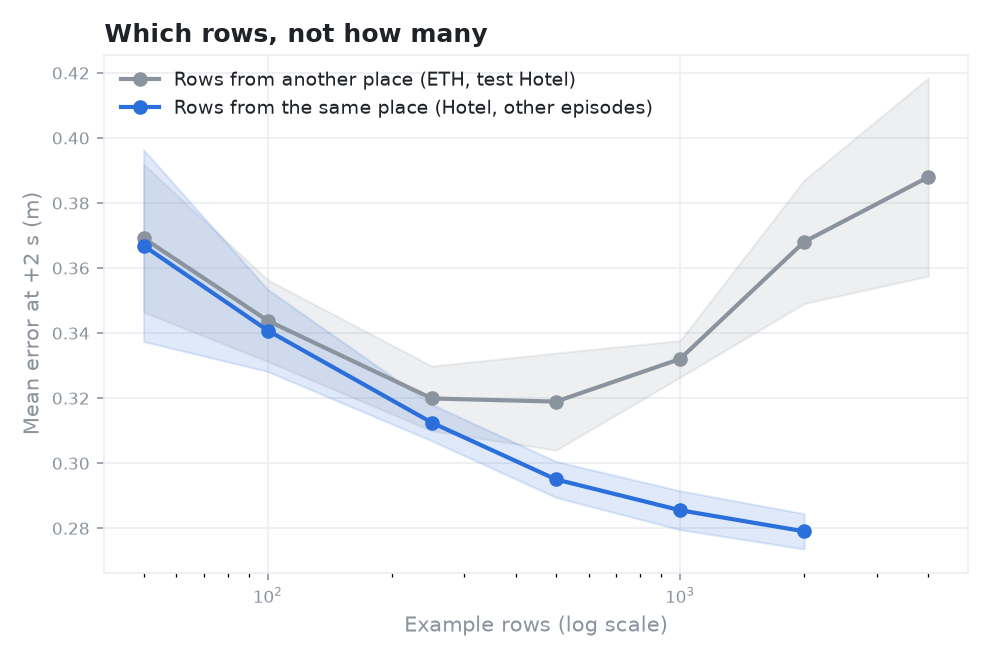 Which rows, not how many
Rows from another place (ETH, test Hotel)
Rows from the same place (Hotel, other episodes)
Mean error at +2 s (m)
0.42
0.40
0.38
0.36
0.34
0.32
0.30
0.28
10²
10³
Example rows (log scale)